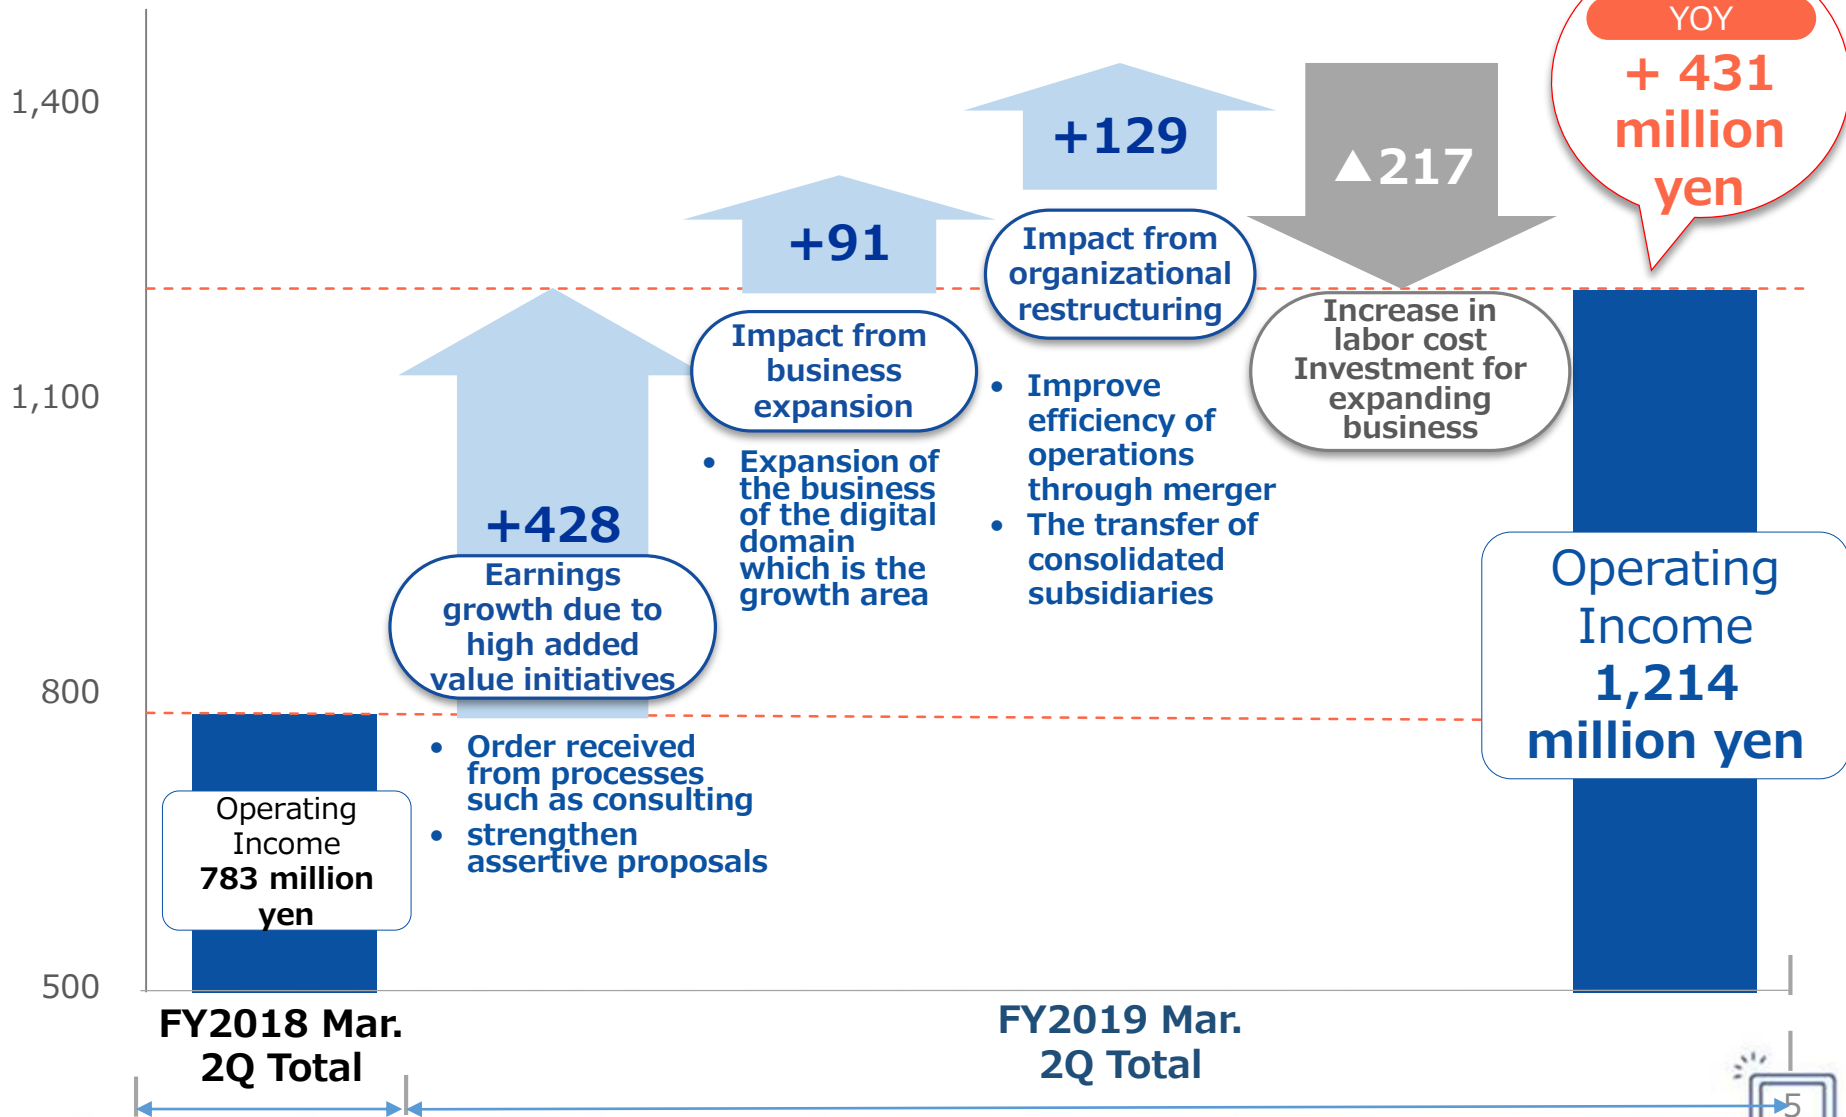 1,400
1,100
800
500
YOY
+ 431
million
yen
+428
Earnings
growth due to
high added
value initiatives
• Order received
from processes
such as consulting
• strengthen
assertive proposals
+91
Impact from
business
expansion
• Expansion of
the business
of the digital
domain
which is the
growth area
+129
Impact from
organizational
restructuring
• Improve
efficiency of
operations
through merger
• The transfer of
consolidated
subsidiaries
▲217
Increase in
labor cost
Investment for
expanding
business
Operating
Income
783 million
yen
Operating
Income
1,214
million yen
FY2018 Mar.
2Q Total
FY2019 Mar.
2Q Total
5